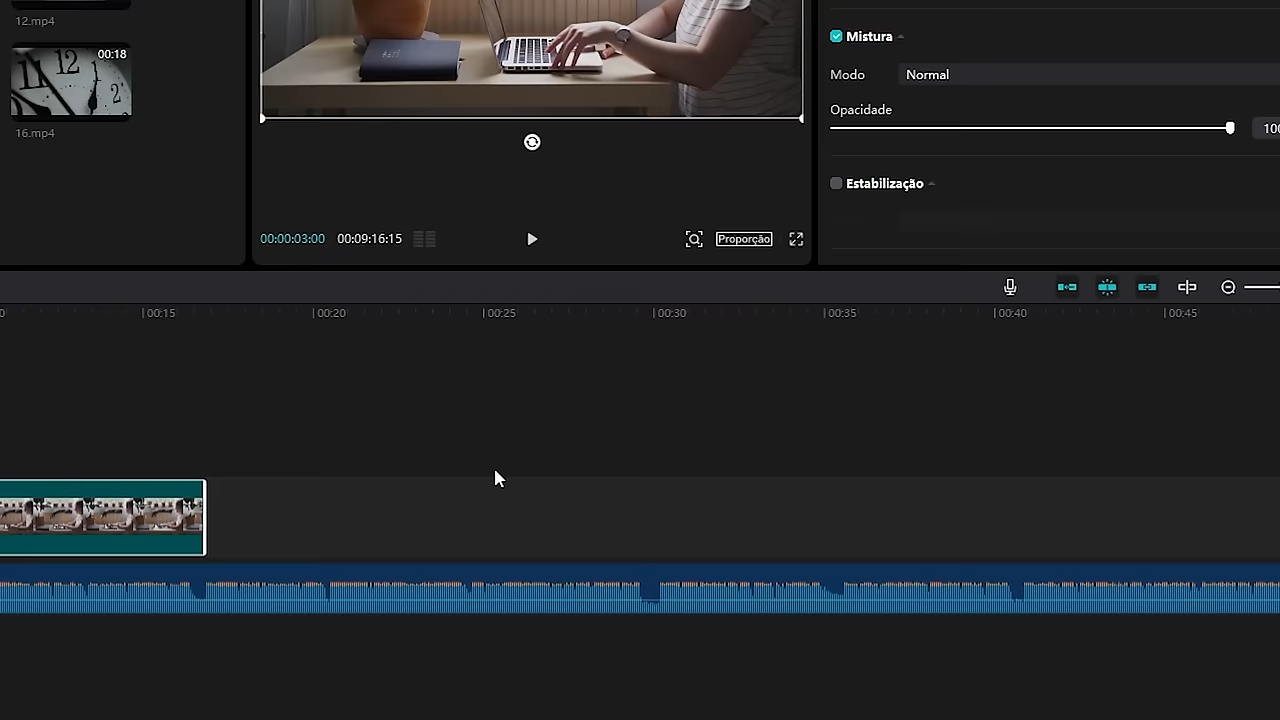 12.mp4
00:18
16.mp4
Mistura
Modo
Normal
Opacidade
100
Estabilização
00:00:03:00
00:09:16:15
Proporção
00:15
00:20
00:25
00:30
00:35
00:40
00:45